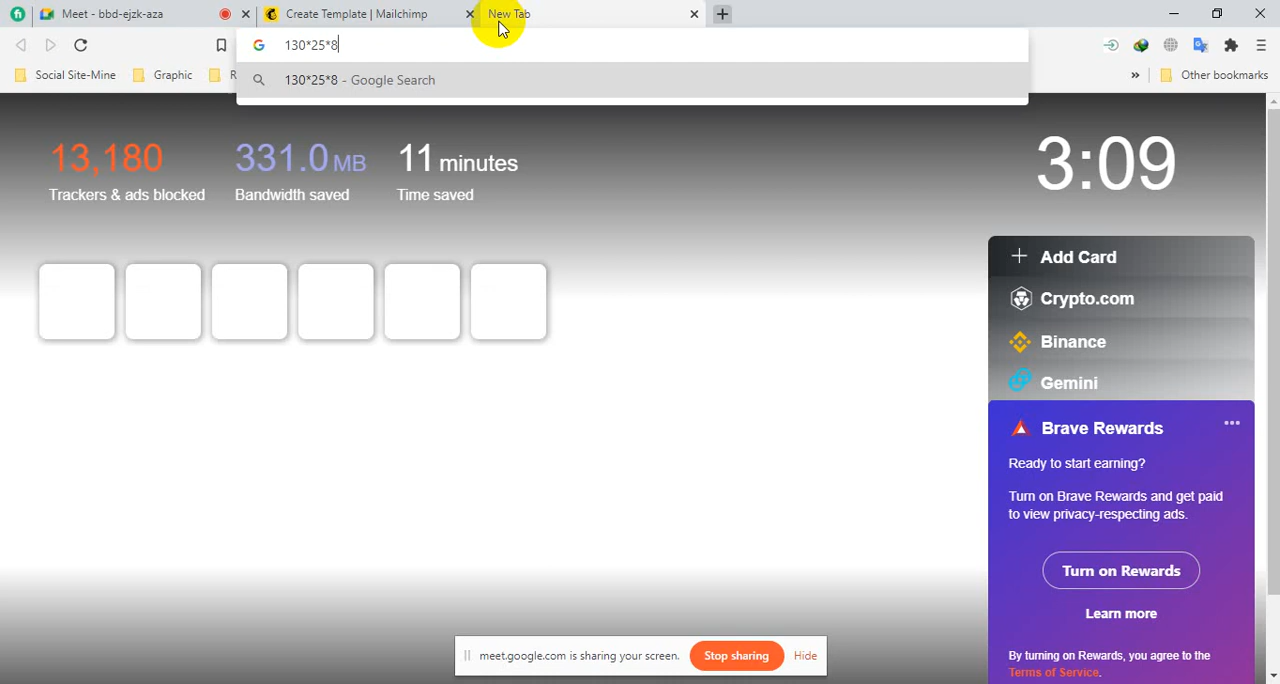 Meet - bbd-ejzk-aza
Create Template | Mailchimp
New Tab
130*25*8
Social Site-Mine
Graphic
R
Other bookmarks
130*25*8 - Google Search
13,180
Trackers & ads blocked
331.0 MB
Bandwidth saved
11 minutes
Time saved
3:09
Add Card
Crypto.com
Binance
Gemini
Brave Rewards
Ready to start earning?
Turn on Brave Rewards and get paid
to view privacy-respecting ads.
Turn on Rewards
Learn more
By turning on Rewards, you agree to the
Terms of Service.
meet.google.com is sharing your screen.
Stop sharing
Hide